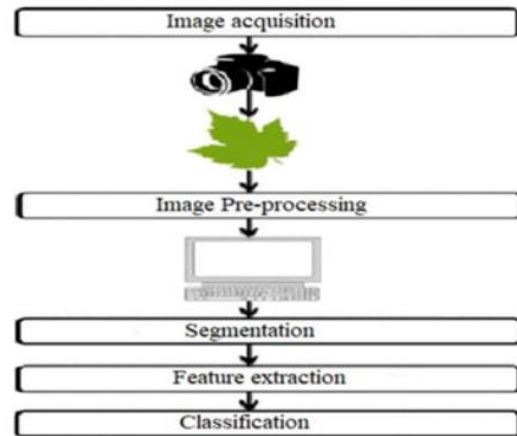 Image acquisition
Image Pre-processing
Segmentation
Feature extraction
Classification